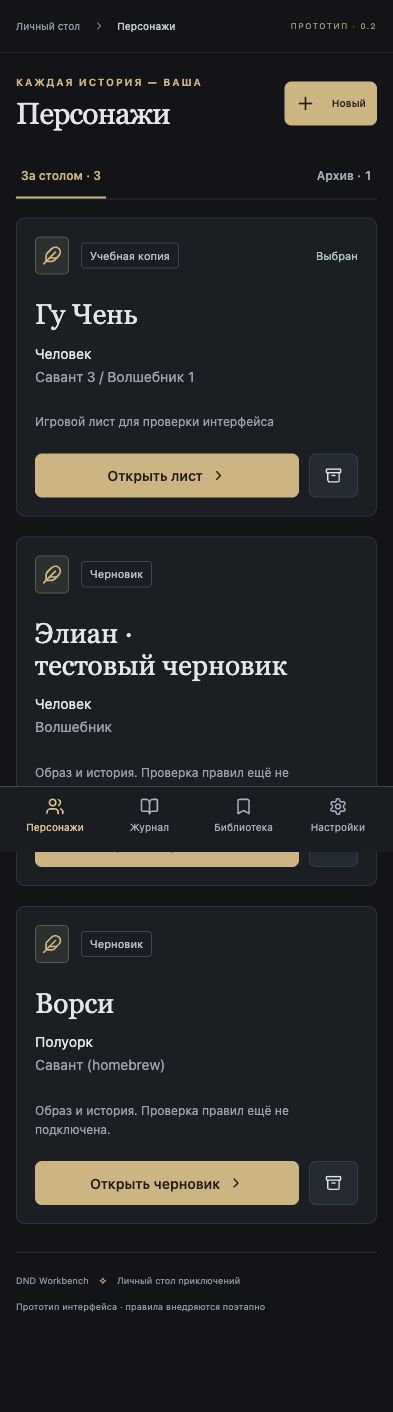 Личный стол > Персонажи ПРОТОТИП · 0.2
КАЖДАЯ ИСТОРИЯ — ВАША
Персонажи
Новый
За столом · 3 Архив · 1
Учебная копия Выбран
Гу Чень
Человек
Савант 3 / Волшебник 1
Игровой лист для проверки интерфейса
Открыть лист
Черновик
Элиан ·
тестовый черновик
Человек
Волшебник
Образ и история. Проверка правил ещё не
Персонажи Журнал Библиотека Настройки
Черновик
Ворси
Полуорк
Савант (homebrew)
Образ и история. Проверка правил ещё не
подключена.
Открыть черновик
DND Workbench Личный стол приключений
Прототип интерфейса · правила внедряются поэтапно